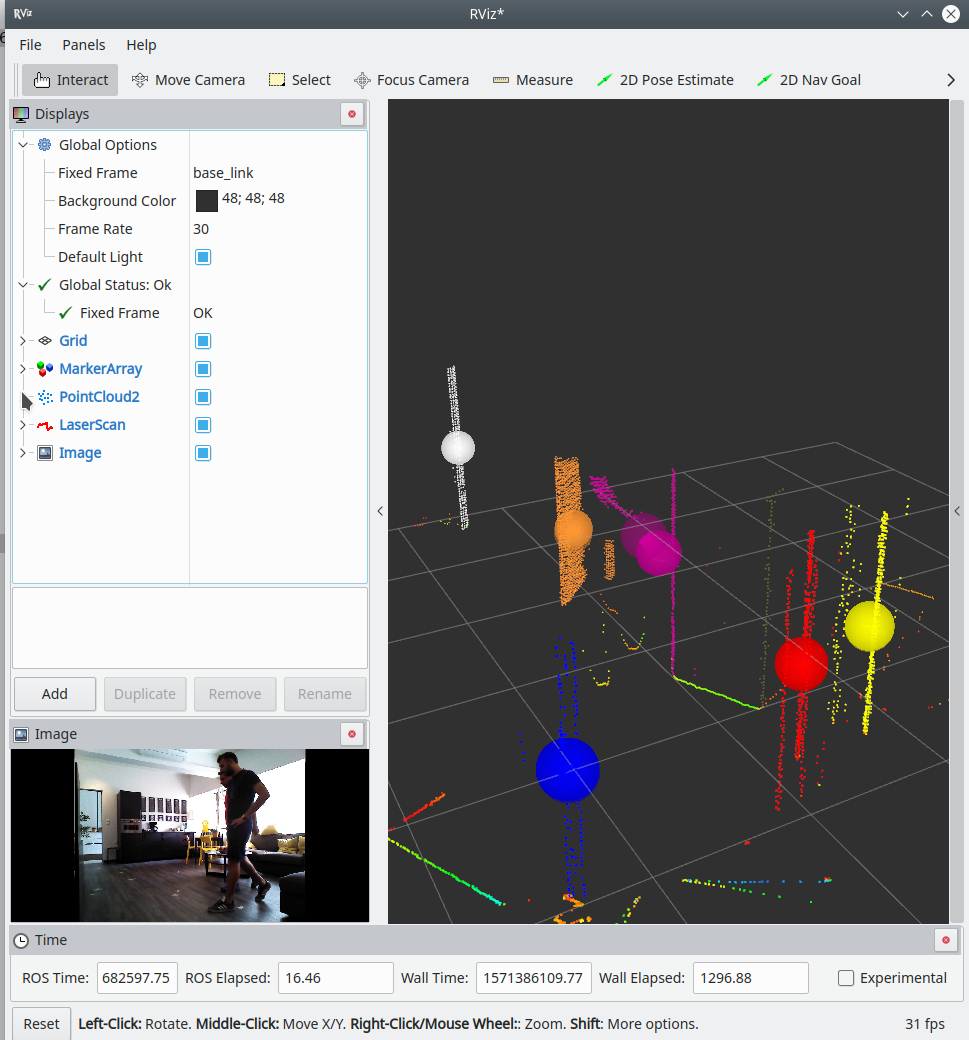 RViz
RViz*
File Panels Help
Interact Move Camera Select Focus Camera Measure 2D Pose Estimate 2D Nav Goal
Displays
Global Options
Fixed Frame base_link
Background Color 48; 48; 48
Frame Rate 30
Default Light
Global Status: Ok
Fixed Frame OK
Grid
MarkerArray
PointCloud2
LaserScan
Image
Add Duplicate Remove Rename
Image
Time
ROS Time: 682597.75 ROS Elapsed: 16.46 Wall Time: 1571386109.77 Wall Elapsed: 1296.88 Experimental
Reset Left-Click: Rotate. Middle-Click: Move X/Y. Right-Click/Mouse Wheel:: Zoom. Shift: More options. 31 fps